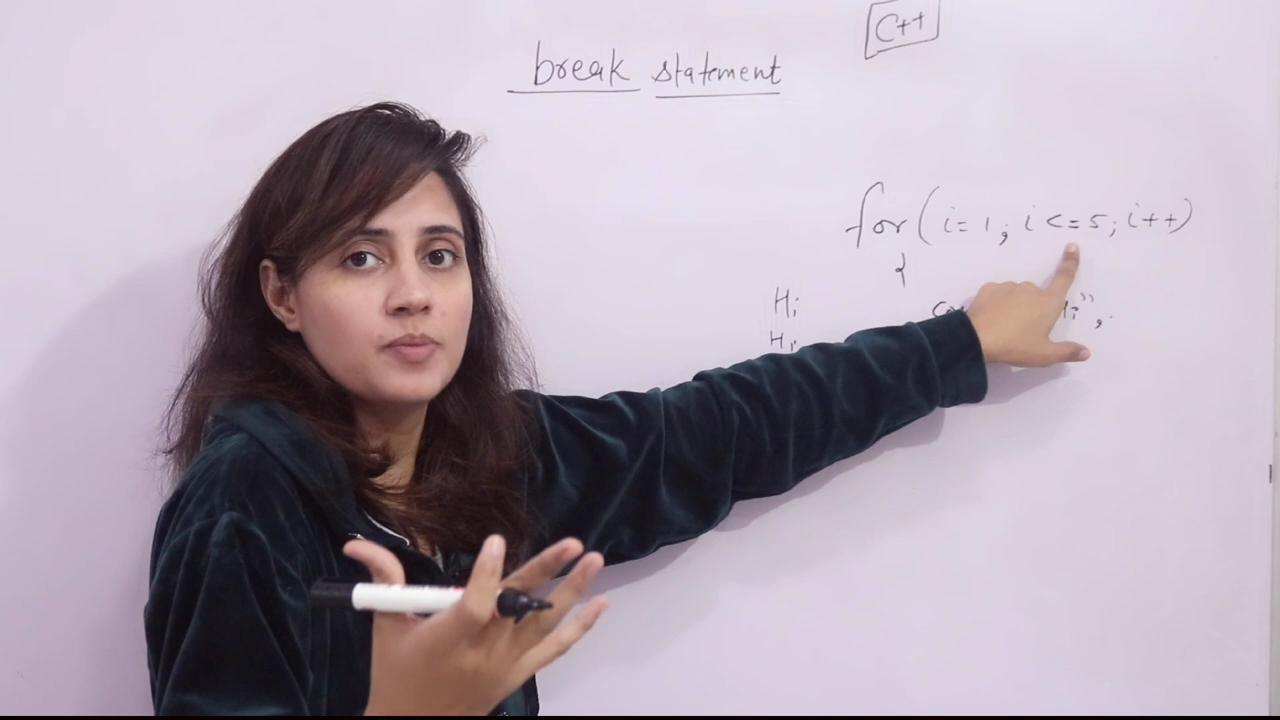 C++
break statement
for (i=1; i<=5; i++)
{
Hi
Hi